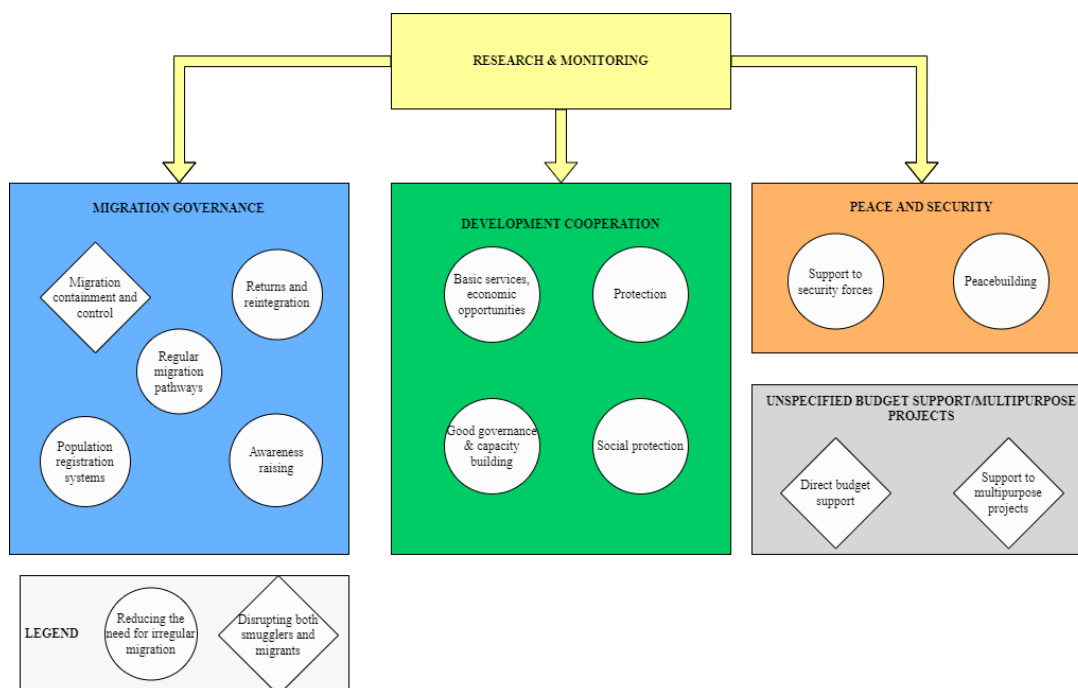 RESEARCH & MONITORING
MIGRATION GOVERNANCE
Migration
containment and
control
Returns and
reintegration
Regular
migration
pathways
Population
registration
systems
Awareness
raising
DEVELOPMENT COOPERATION
Basic services,
economic
opportunities
Protection
Good governance
& capacity
building
Social protection
PEACE AND SECURITY
Support to
security forces
Peacebuilding
UNSPECIFIED BUDGET SUPPORT/MULTIPURPOSE
PROJECTS
Direct budget
support
Support to
multipurpose
projects
LEGEND
Reducing the
need for irregular
migration
Disrupting both
smugglers and
migrants